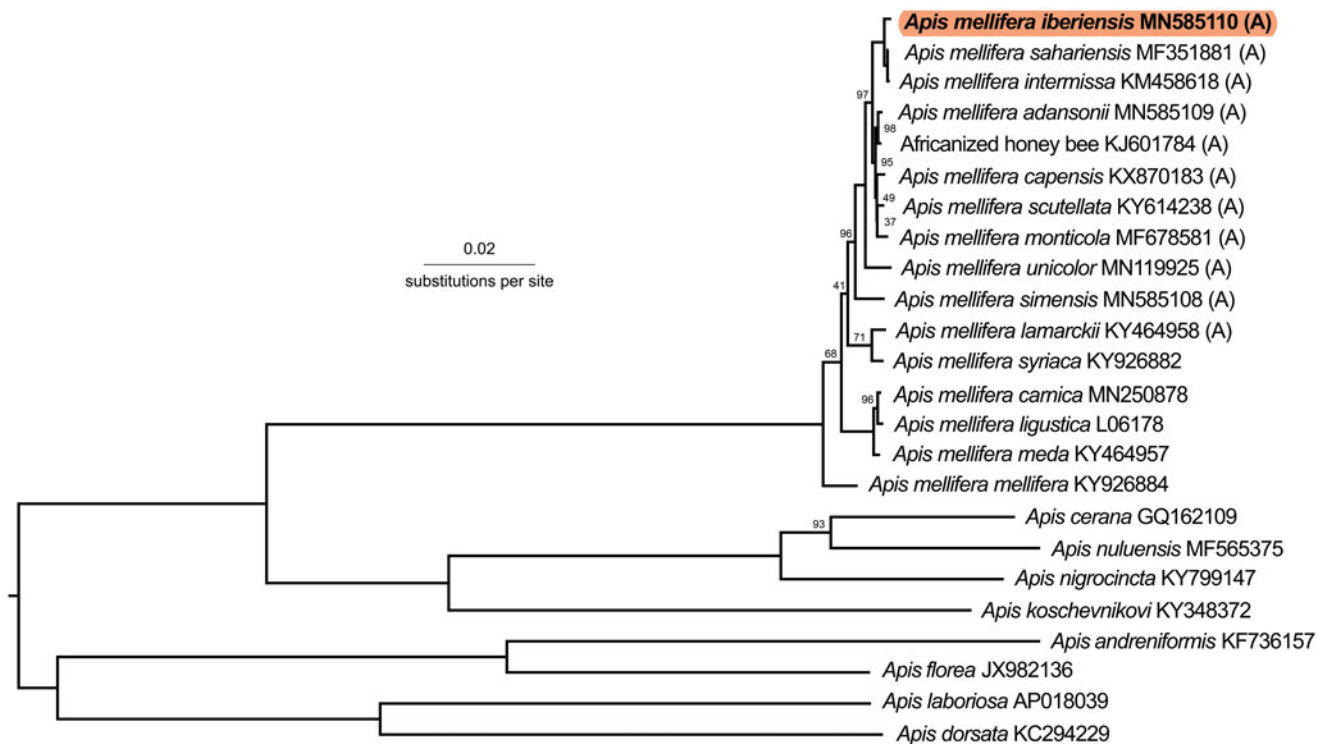 Apis mellifera iberiensis MN585110 (A)
Apis mellifera sahariensis MF351881 (A)
Apis mellifera intermissa KM458618 (A)
97
Apis mellifera adansonii MN585109 (A)
98
Africanized honey bee KJ601784 (A)
95
Apis mellifera capensis KX870183 (A)
49
Apis mellifera scutellata KY614238 (A)
37
Apis mellifera monticola MF678581 (A)
96
0.02
substitutions per site
Apis mellifera unicolor MN119925 (A)
41
Apis mellifera simensis MN585108 (A)
Apis mellifera lamarckii KY464958 (A)
71
68
Apis mellifera syriaca KY926882
Apis mellifera carnica MN250878
96
Apis mellifera ligustica L06178
Apis mellifera meda KY464957
Apis mellifera mellifera KY926884
Apis cerana GQ162109
93
Apis nuluensis MF565375
Apis nigrocincta KY799147
Apis koschevnikovi KY348372
Apis andreniformis KF736157
Apis florea JX982136
Apis laboriosa AP018039
Apis dorsata KC294229